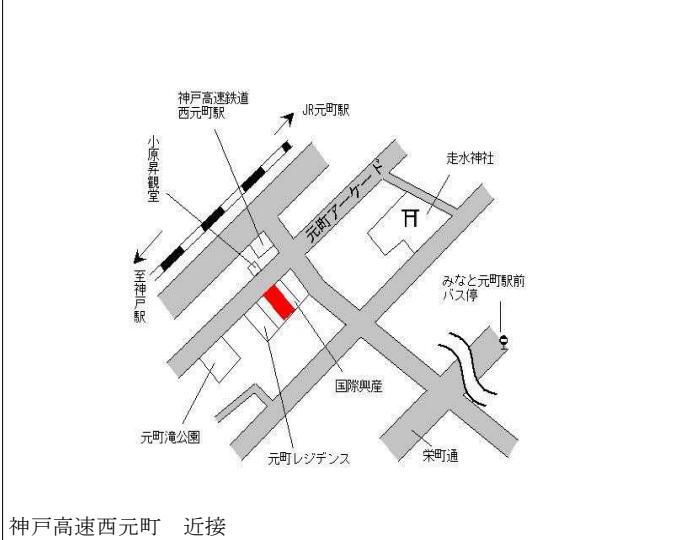 神戸高速鉄道
西元町駅
JR元町駅
小原昇観堂
元町アーケード
走水神社
至神戸駅
みなと元町駅前
バス停
国際興産
元町滝公園
元町レジデンス
栄町通
神戸高速西元町　近接